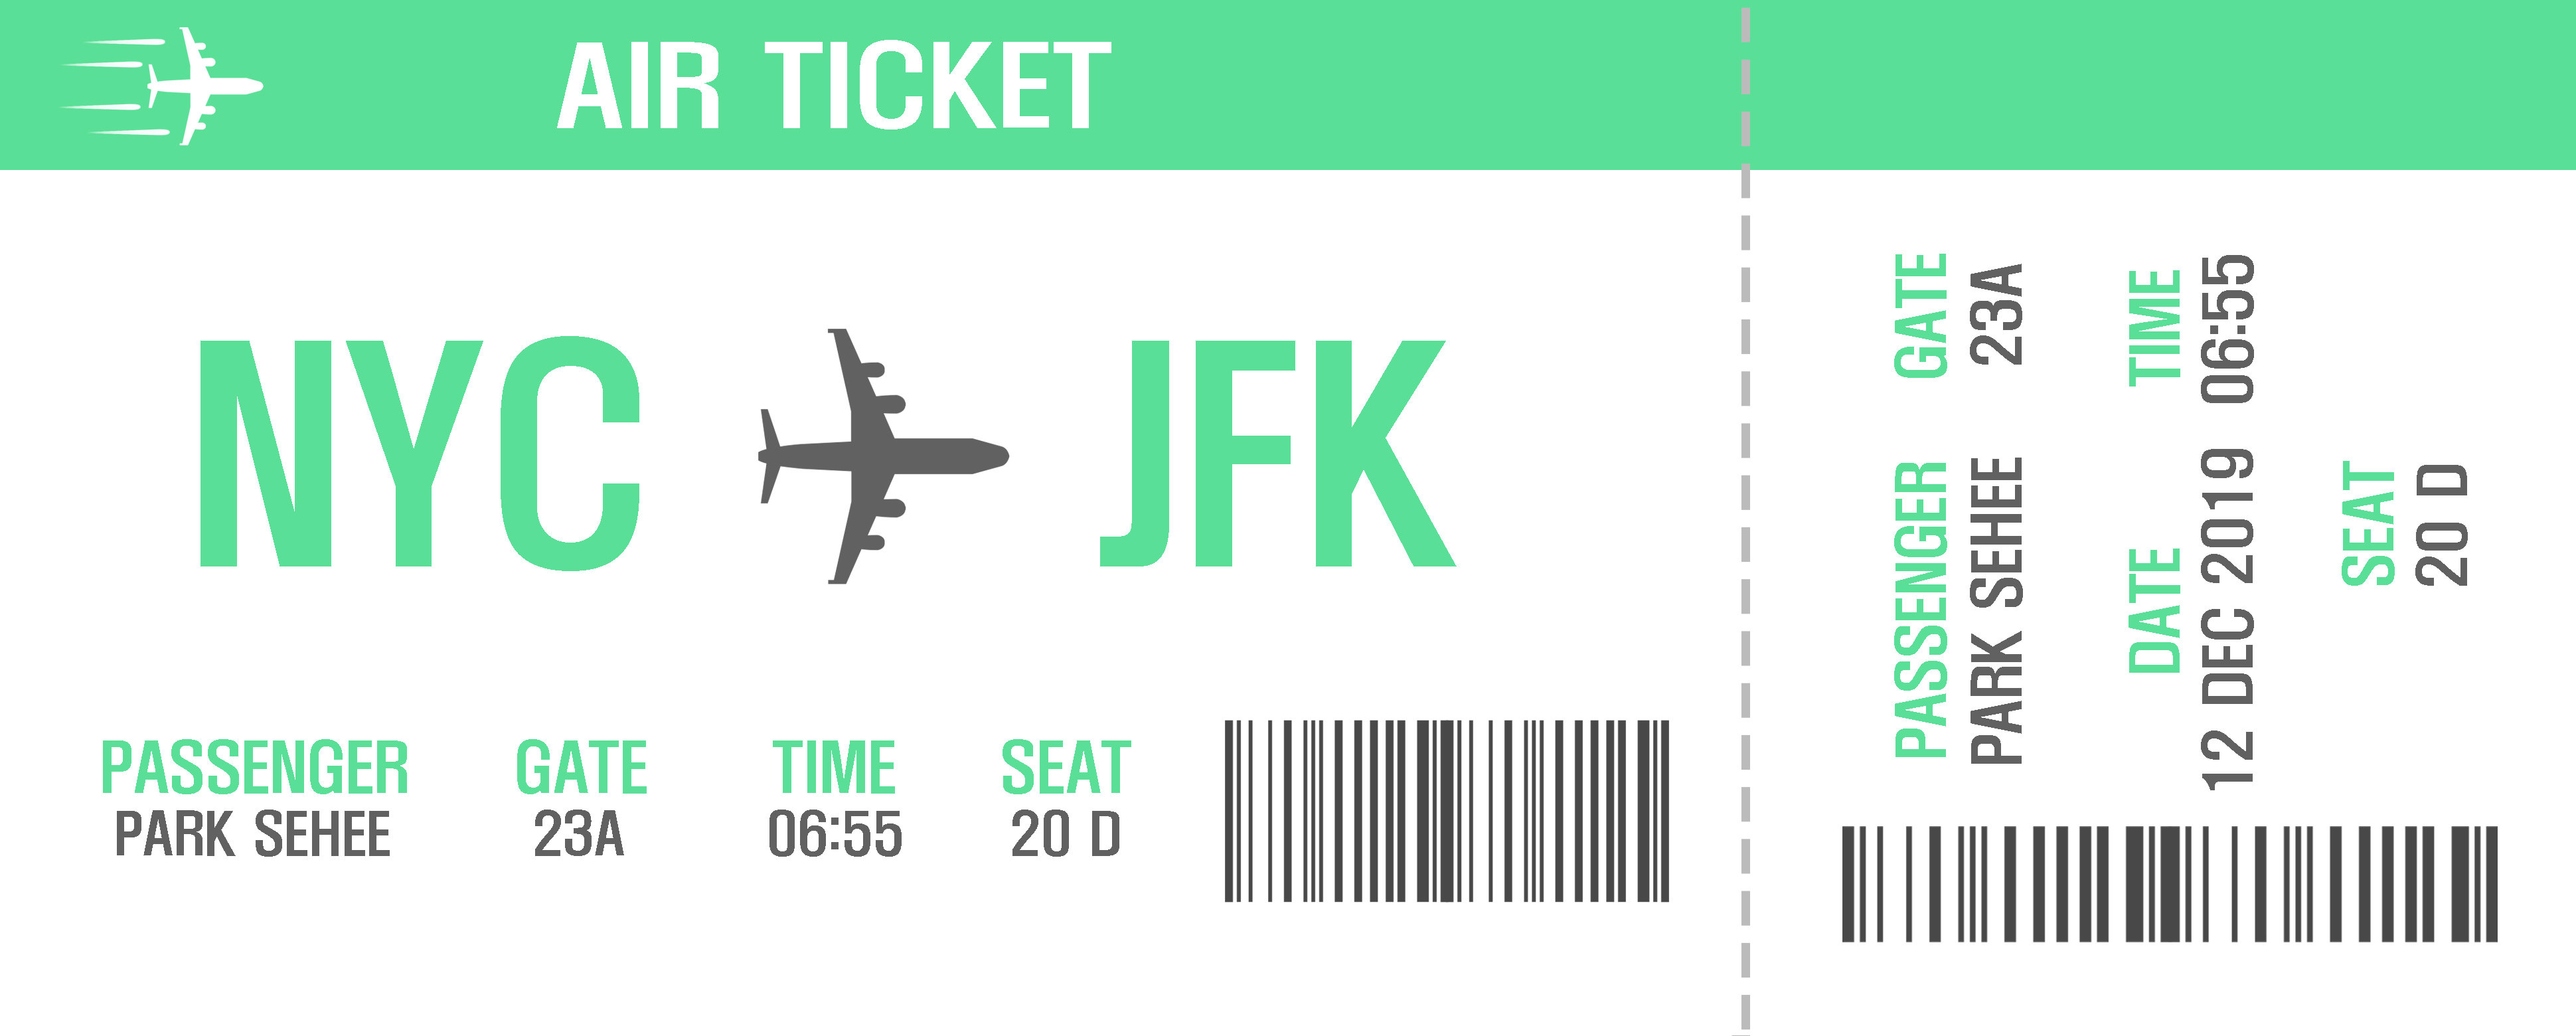 AIR TICKET
NYC JFK
PASSENGER GATE TIME SEAT
PARK SEHEE 23A 06:55 20 D
PASSENGER GATE
PARK SEHEE 23A
DATE TIME
12 DEC 2019 06:55
SEAT
20 D